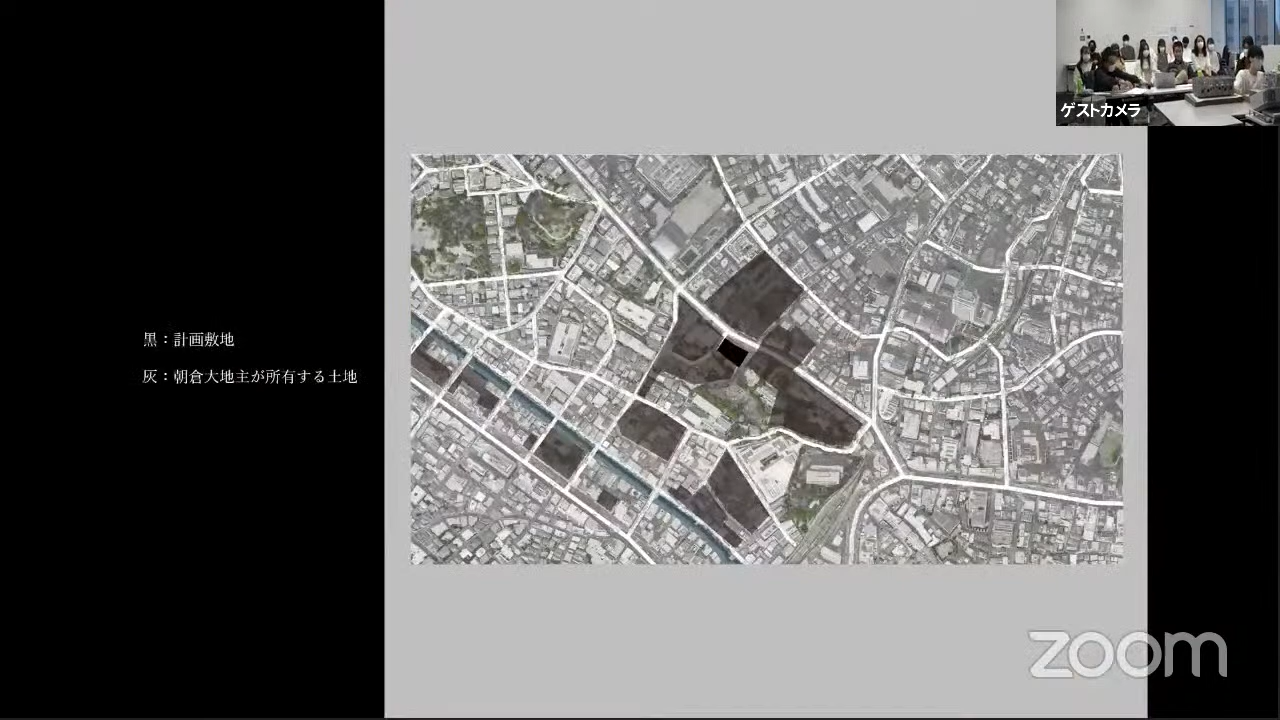 ゲストカメラ
黒：計画敷地
灰：朝倉大地主が所有する土地
zoom